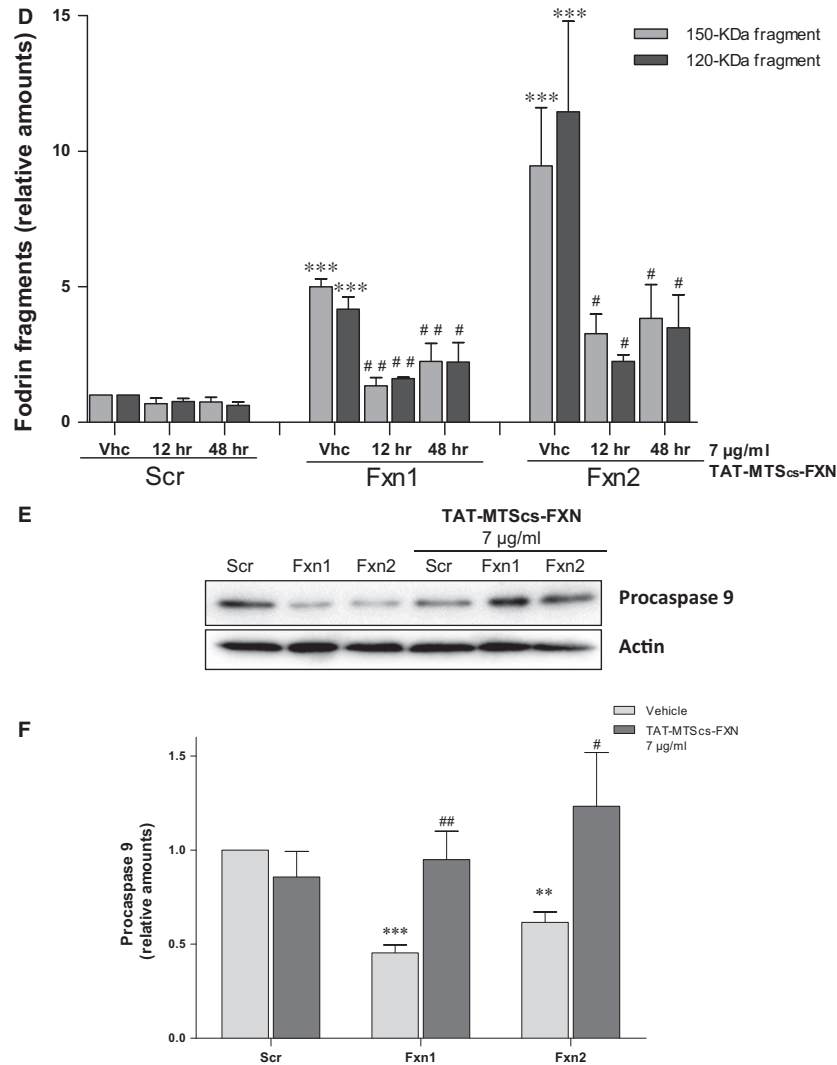 D
Fodrin fragments (relative amounts)
15
10
5
0
150-KDa fragment
120-KDa fragment
*** ***
*** ***
## ## ## #
# # # #
Vhc 12 hr 48 hr Vhc 12 hr 48 hr Vhc 12 hr 48 hr 7 µg/ml
Scr Fxn1 Fxn2 TAT-MTScs-FXN
E
TAT-MTScs-FXN
7 µg/ml
Scr Fxn1 Fxn2 Scr Fxn1 Fxn2
Procaspase 9
Actin
F
Vehicle
TAT-MTScs-FXN
7 µg/ml
Procaspase 9
(relative amounts)
1.5
1.0
0.5
0.0
*** ## ** #
Scr Fxn1 Fxn2